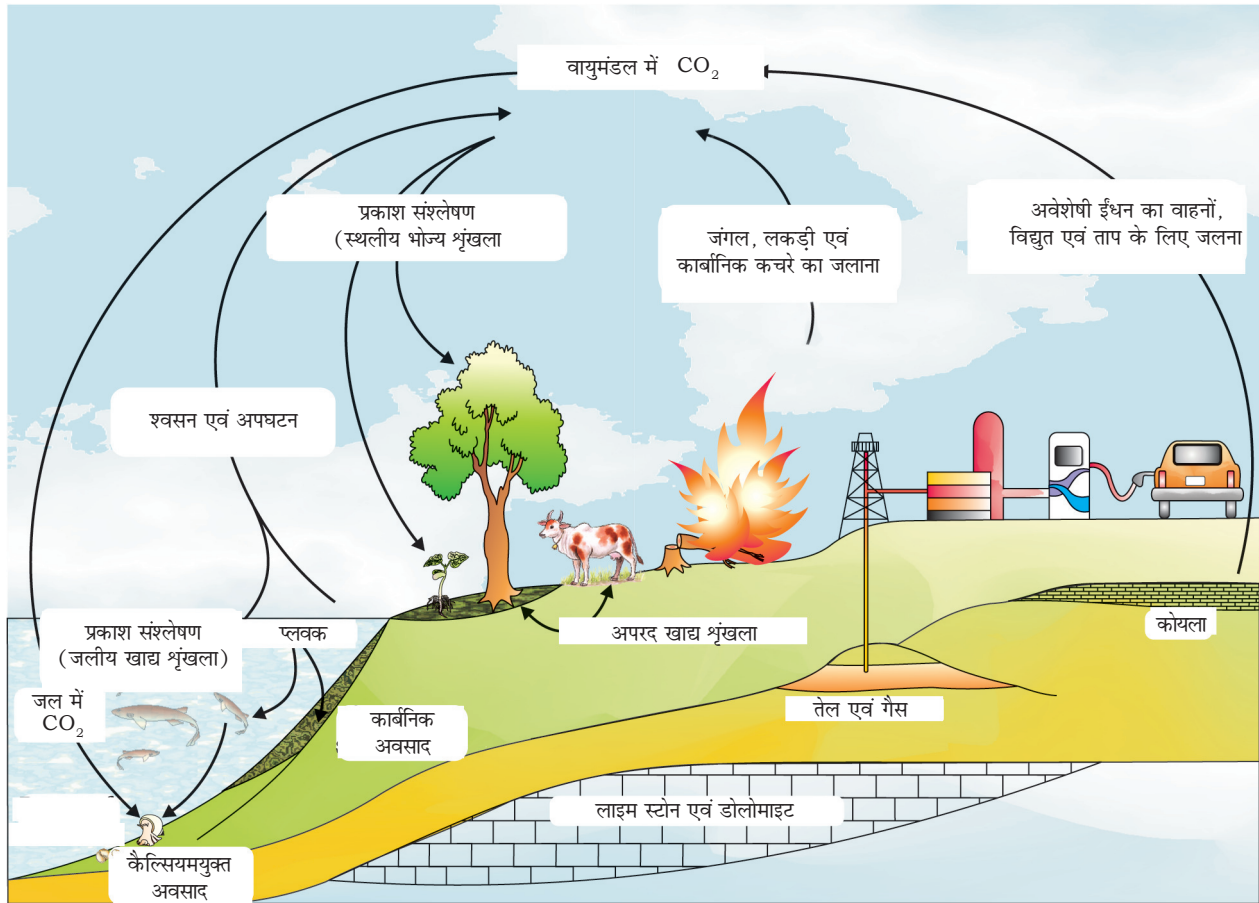 वायुमंडल में CO2
प्रकाश संश्लेषण
(स्थलीय भोज्य शृंखला
जंगल, लकड़ी एवं
कार्बानिक कचरे का जलाना
अवेशेषी ईंधन का वाहनों,
विद्युत एवं ताप के लिए जलना
श्वसन एवं अपघटन
प्रकाश संश्लेषण
(जलीय खाद्य शृंखला)
प्लवक
अपरद खाद्य शृंखला
कोयला
जल में
CO2
कार्बनिक
अवसाद
तेल एवं गैस
लाइम स्टोन एवं डोलोमाइट
कैल्सियमयुक्त
अवसाद